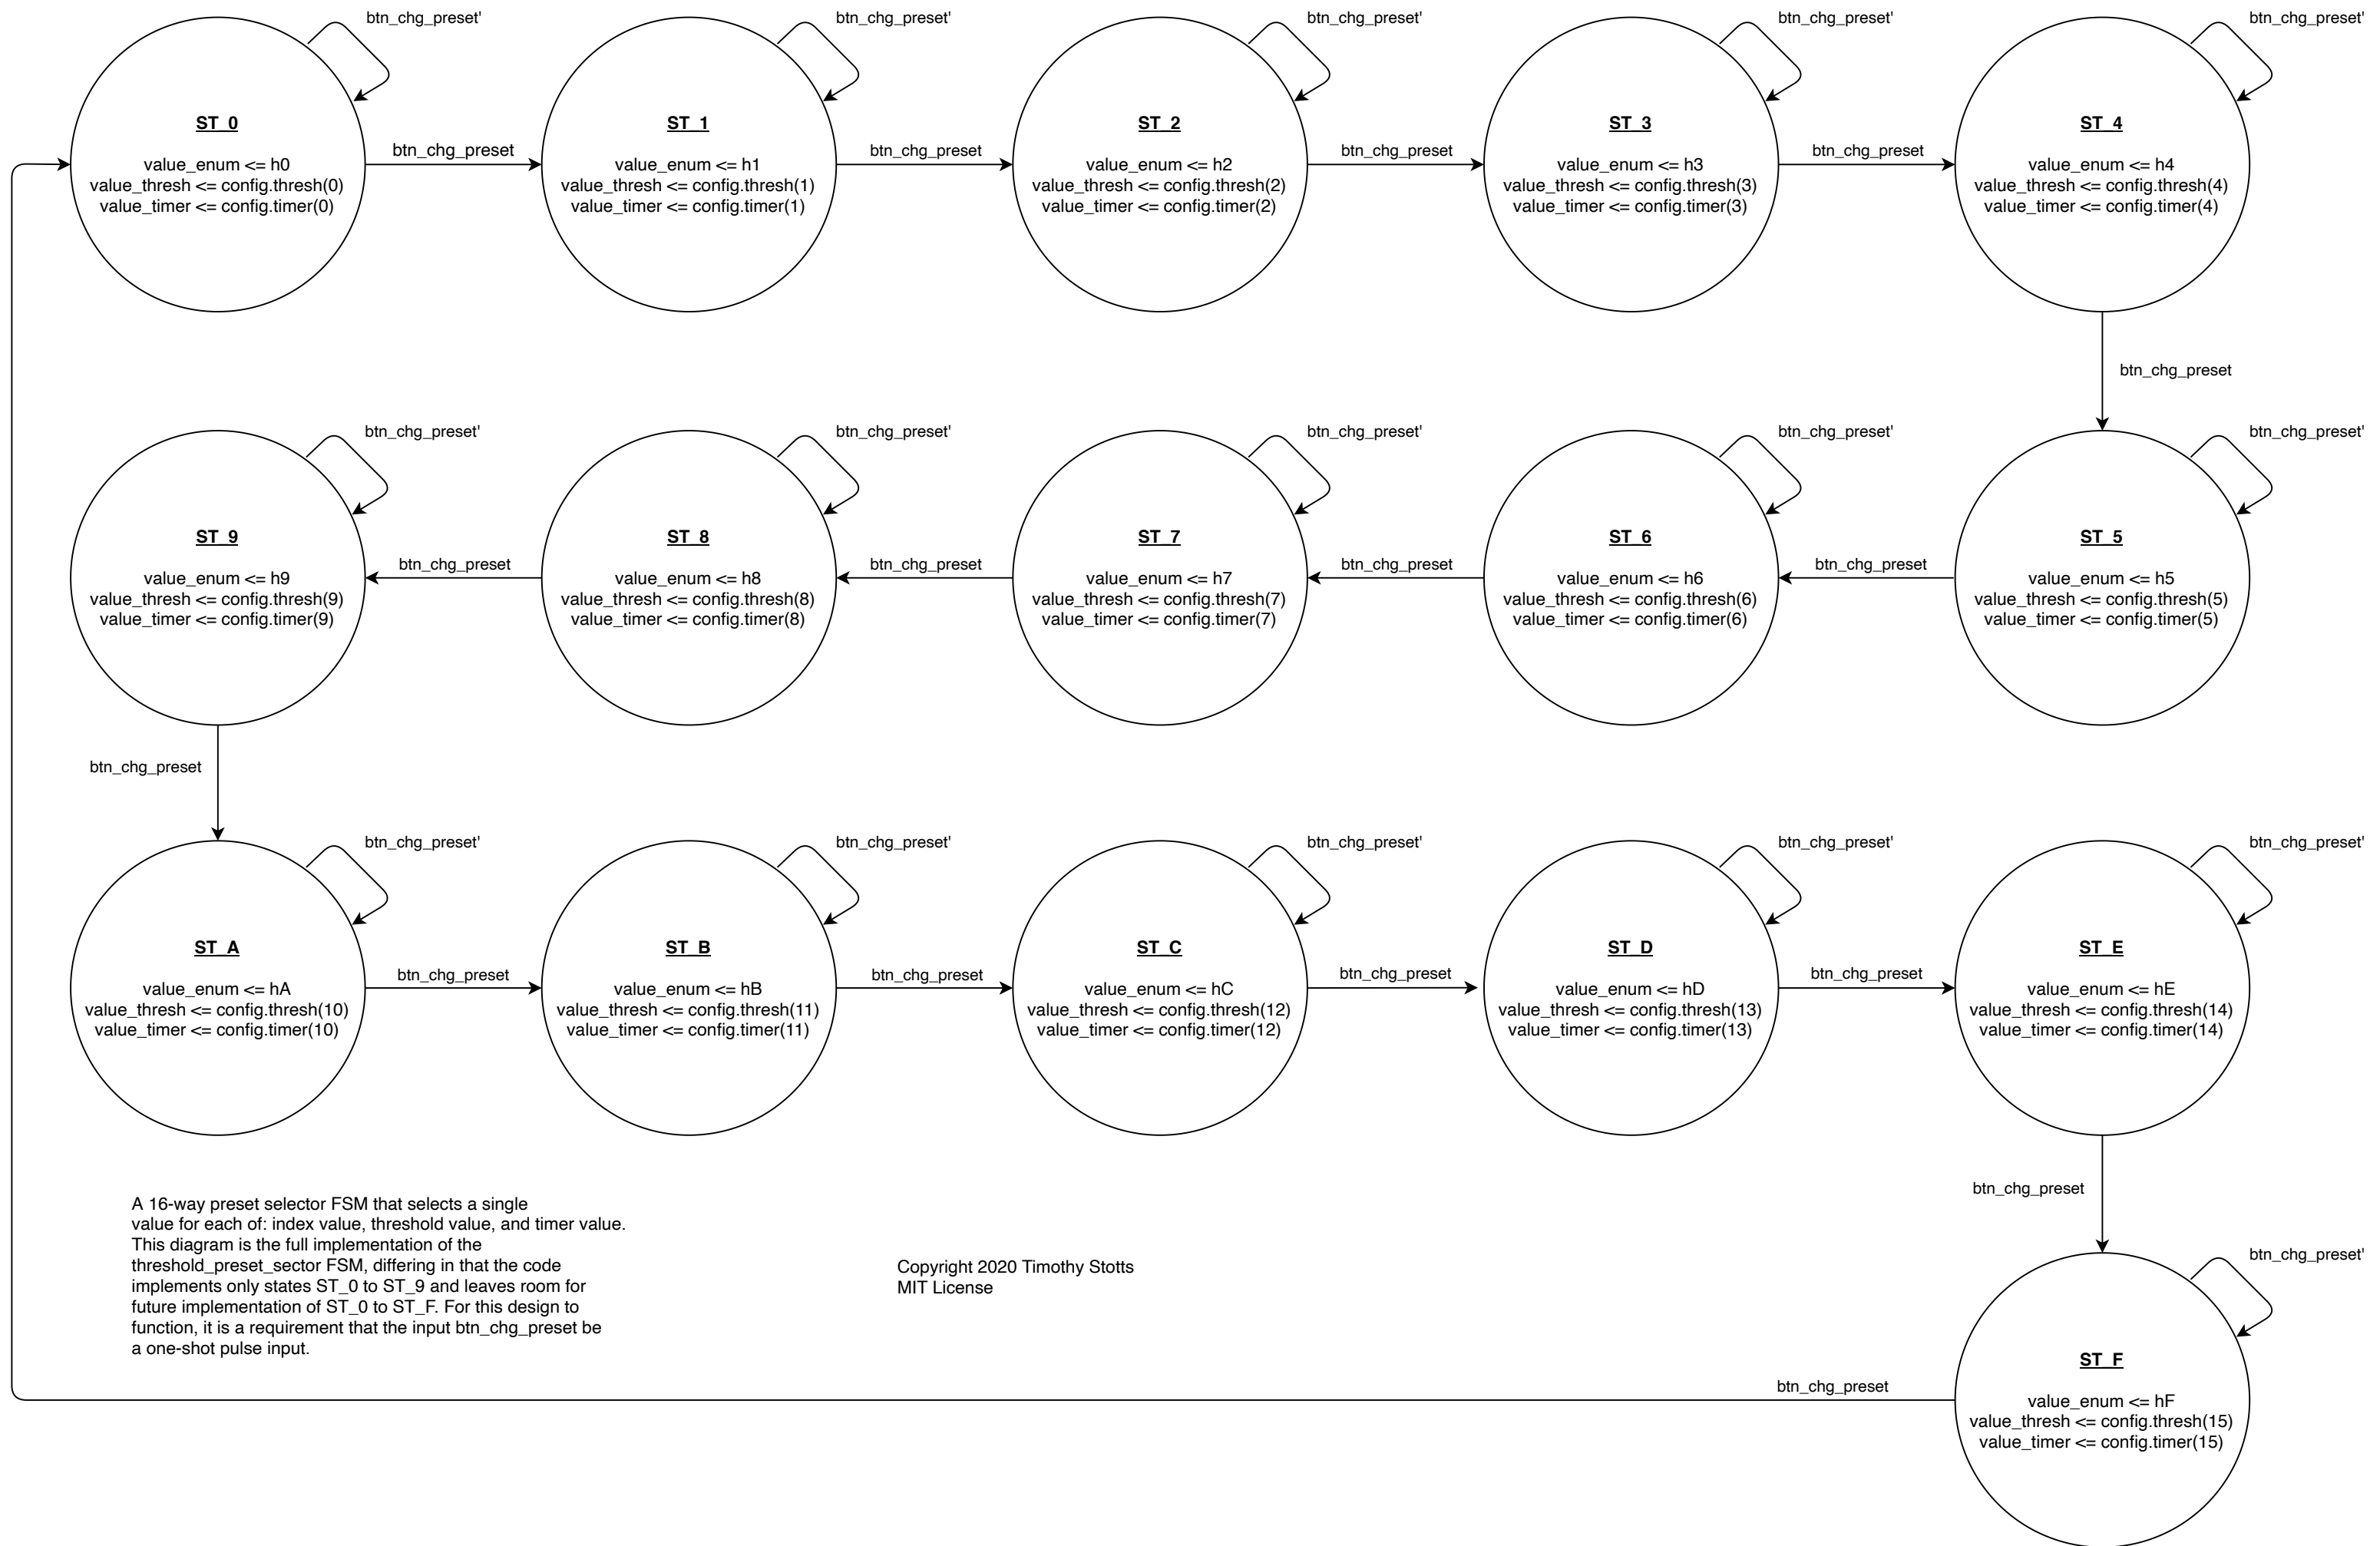 btn_chg_preset'
btn_chg_preset'
btn_chg_preset'
btn_chg_preset'
btn_chg_preset'
ST_0
value_enum <= h0
value_thresh <= config.thresh(0)
value_timer <= config.timer(0)
btn_chg_preset
ST_1
value_enum <= h1
value_thresh <= config.thresh(1)
value_timer <= config.timer(1)
btn_chg_preset
ST_2
value_enum <= h2
value_thresh <= config.thresh(2)
value_timer <= config.timer(2)
btn_chg_preset
ST_3
value_enum <= h3
value_thresh <= config.thresh(3)
value_timer <= config.timer(3)
btn_chg_preset
ST_4
value_enum <= h4
value_thresh <= config.thresh(4)
value_timer <= config.timer(4)
btn_chg_preset
btn_chg_preset'
btn_chg_preset'
btn_chg_preset'
btn_chg_preset'
btn_chg_preset'
ST_9
value_enum <= h9
value_thresh <= config.thresh(9)
value_timer <= config.timer(9)
btn_chg_preset
ST_8
value_enum <= h8
value_thresh <= config.thresh(8)
value_timer <= config.timer(8)
btn_chg_preset
ST_7
value_enum <= h7
value_thresh <= config.thresh(7)
value_timer <= config.timer(7)
btn_chg_preset
ST_6
value_enum <= h6
value_thresh <= config.thresh(6)
value_timer <= config.timer(6)
btn_chg_preset
ST_5
value_enum <= h5
value_thresh <= config.thresh(5)
value_timer <= config.timer(5)
btn_chg_preset
btn_chg_preset'
btn_chg_preset'
btn_chg_preset'
btn_chg_preset'
btn_chg_preset'
ST_A
value_enum <= hA
value_thresh <= config.thresh(10)
value_timer <= config.timer(10)
btn_chg_preset
ST_B
value_enum <= hB
value_thresh <= config.thresh(11)
value_timer <= config.timer(11)
btn_chg_preset
ST_C
value_enum <= hC
value_thresh <= config.thresh(12)
value_timer <= config.timer(12)
btn_chg_preset
ST_D
value_enum <= hD
value_thresh <= config.thresh(13)
value_timer <= config.timer(13)
btn_chg_preset
ST_E
value_enum <= hE
value_thresh <= config.thresh(14)
value_timer <= config.timer(14)
btn_chg_preset
A 16-way preset selector FSM that selects a single
value for each of: index value, threshold value, and timer value.
This diagram is the full implementation of the
threshold_preset_sector FSM, differing in that the code
implements only states ST_0 to ST_9 and leaves room for
future implementation of ST_0 to ST_F. For this design to
function, it is a requirement that the input btn_chg_preset be
a one-shot pulse input.
Copyright 2020 Timothy Stotts
MIT License
btn_chg_preset'
ST_F
value_enum <= hF
value_thresh <= config.thresh(15)
value_timer <= config.timer(15)
btn_chg_preset